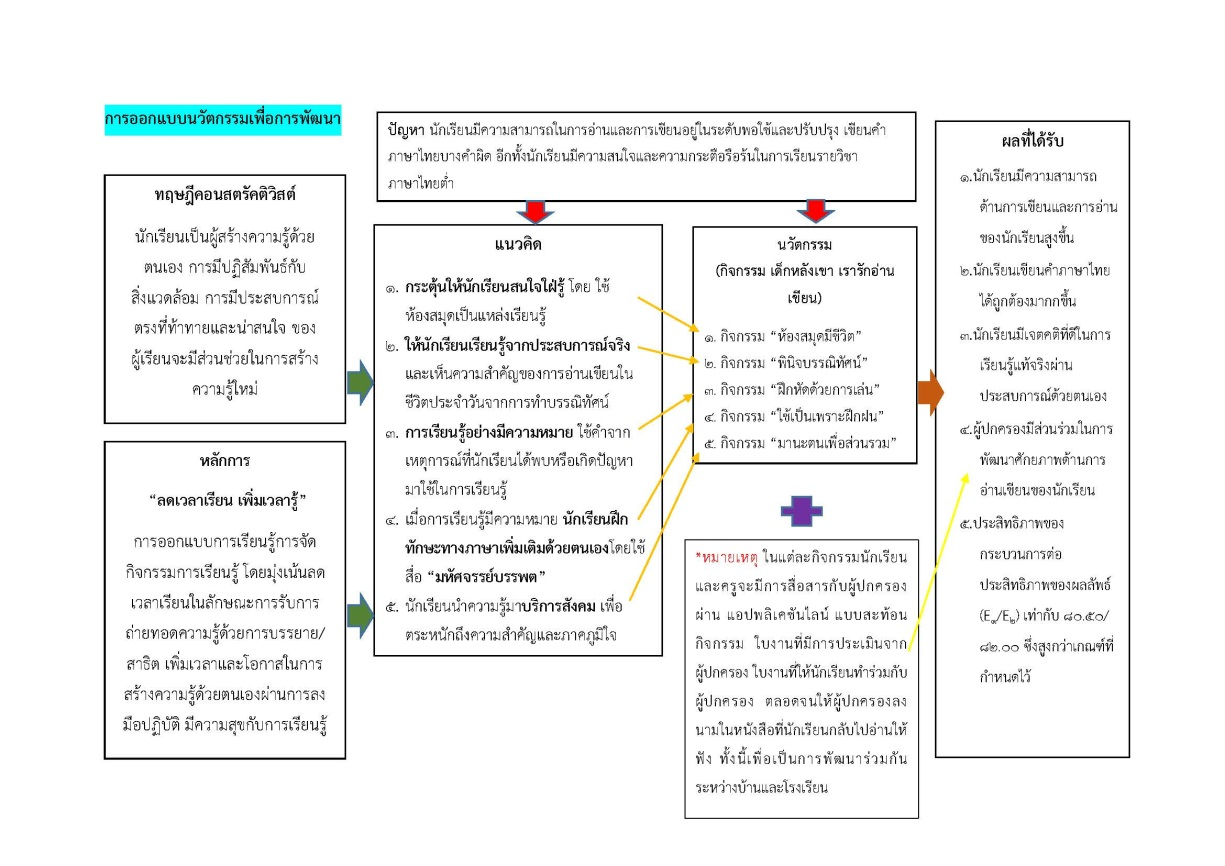 การออกแบบนวัตกรรมเพื่อการพัฒนา
ปัญหา นักเรียนมีความสามารถในการอ่านและการเขียนอยู่ในระดับพอใช้และปรับปรุง เขียนคำ
ภาษาไทยบางคำผิด อีกทั้งนักเรียนมีความสนใจและความกระตือรือร้นในการเรียนรายวิชา
ภาษาไทยต่ำ
ทฤษฎีคอนสตรัคติวิสต์
นักเรียนเป็นผู้สร้างความรู้ด้วย
ตนเอง การมีปฏิสัมพันธ์กับ
สิ่งแวดล้อม การมีประสบการณ์
ตรงที่ท้าทายและน่าสนใจ ของ
ผู้เรียนจะมีส่วนช่วยในการสร้าง
ความรู้ใหม่
หลักการ
“ลดเวลาเรียน เพิ่มเวลารู้”
การออกแบบการเรียนรู้การจัด
กิจกรรมการเรียนรู้ โดยมุ่งเน้นลด
เวลาเรียนในลักษณะการรับการ
ถ่ายทอดความรู้ด้วยการบรรยาย/
สาธิต เพิ่มเวลาและโอกาสในการ
สร้างความรู้ด้วยตนเองผ่านการลง
มือปฏิบัติ มีความสุขกับการเรียนรู้
แนวคิด
๑. กระตุ้นให้นักเรียนสนใจใฝ่รู้ โดย ใช้
ห้องสมุดเป็นแหล่งเรียนรู้
๒. ให้นักเรียนเรียนรู้จากประสบการณ์จริง
และเห็นความสำคัญของการอ่านเขียนใน
ชีวิตประจำวันจากการทำบรรณิทัศน์
๓. การเรียนรู้อย่างมีความหมาย ใช้คำจาก
เหตุการณ์ที่นักเรียนได้พบหรือเกิดปัญหา
มาใช้ในการเรียนรู้
๔. เมื่อการเรียนรู้มีความหมาย นักเรียนฝึก
ทักษะทางภาษาเพิ่มเติมด้วยตนเองโดยใช้
สื่อ “มหัศจรรย์บรรพต”
๕. นักเรียนนำความรู้มาบริการสังคม เพื่อ
ตระหนักถึงความสำคัญและภาคภูมิใจ
นวัตกรรม
(กิจกรรม เด็กหลังเขา เรารักอ่าน
เขียน)
๑. กิจกรรม “ห้องสมุดมีชีวิต”
๒. กิจกรรม “พินิจบรรณิทัศน์”
๓. กิจกรรม “ฝึกหัดด้วยการเล่น”
๔. กิจกรรม “ใช้เป็นเพราะฝึกฝน”
๕. กิจกรรม “มานะตนเพื่อส่วนรวม”
*หมายเหตุ ในแต่ละกิจกรรมนักเรียน
และครูจะมีการสื่อสารกับผู้ปกครอง
ผ่าน แอปพลิเคชันไลน์ แบบสะท้อน
กิจกรรม ใบงานที่มีการประเมินจาก
ผู้ปกครอง ใบงานที่ให้นักเรียนทำร่วมกับ
ผู้ปกครอง ตลอดจนให้ผู้ปกครองลง
นามในหนังสือที่นักเรียนกลับไปอ่านให้
ฟัง ทั้งนี้เพื่อเป็นการพัฒนาร่วมกัน
ระหว่างบ้านและโรงเรียน
ผลที่ได้รับ
๑.นักเรียนมีความสามารถ
ด้านการเขียนและการอ่าน
ของนักเรียนสูงขึ้น
๒.นักเรียนเขียนคำภาษาไทย
ได้ถูกต้องมากกขึ้น
๓.นักเรียนมีเจตคติที่ดีในการ
เรียนรู้แท้จริงผ่าน
ประสบการณ์ด้วยตนเอง
๔.ผู้ปกครองมีส่วนร่วมในการ
พัฒนาศักยภาพด้านการ
อ่านเขียนของนักเรียน
๕.ประสิทธิภาพของ
กระบวนการต่อ
ประสิทธิภาพของผลลัพธ์
(E๑/E๒) เท่ากับ ๘๐.๕๐/
๘๒.๐๐ ซึ่งสูงกว่าเกณฑ์ที่
กำหนดไว้